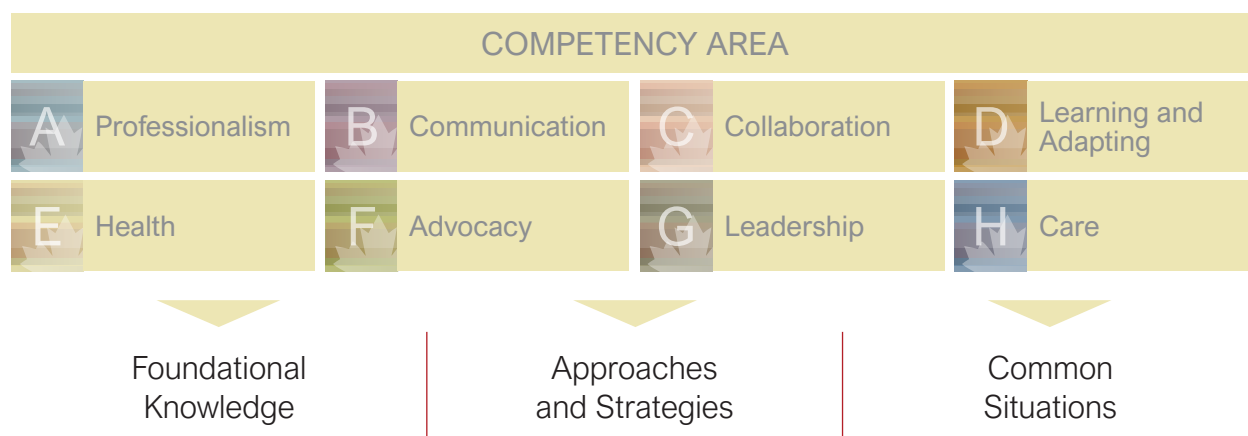 COMPETENCY AREA
A Professionalism
B Communication
C Collaboration
D Learning and
Adapting
E Health
F Advocacy
G Leadership
H Care
Foundational
Knowledge
Approaches
and Strategies
Common
Situations